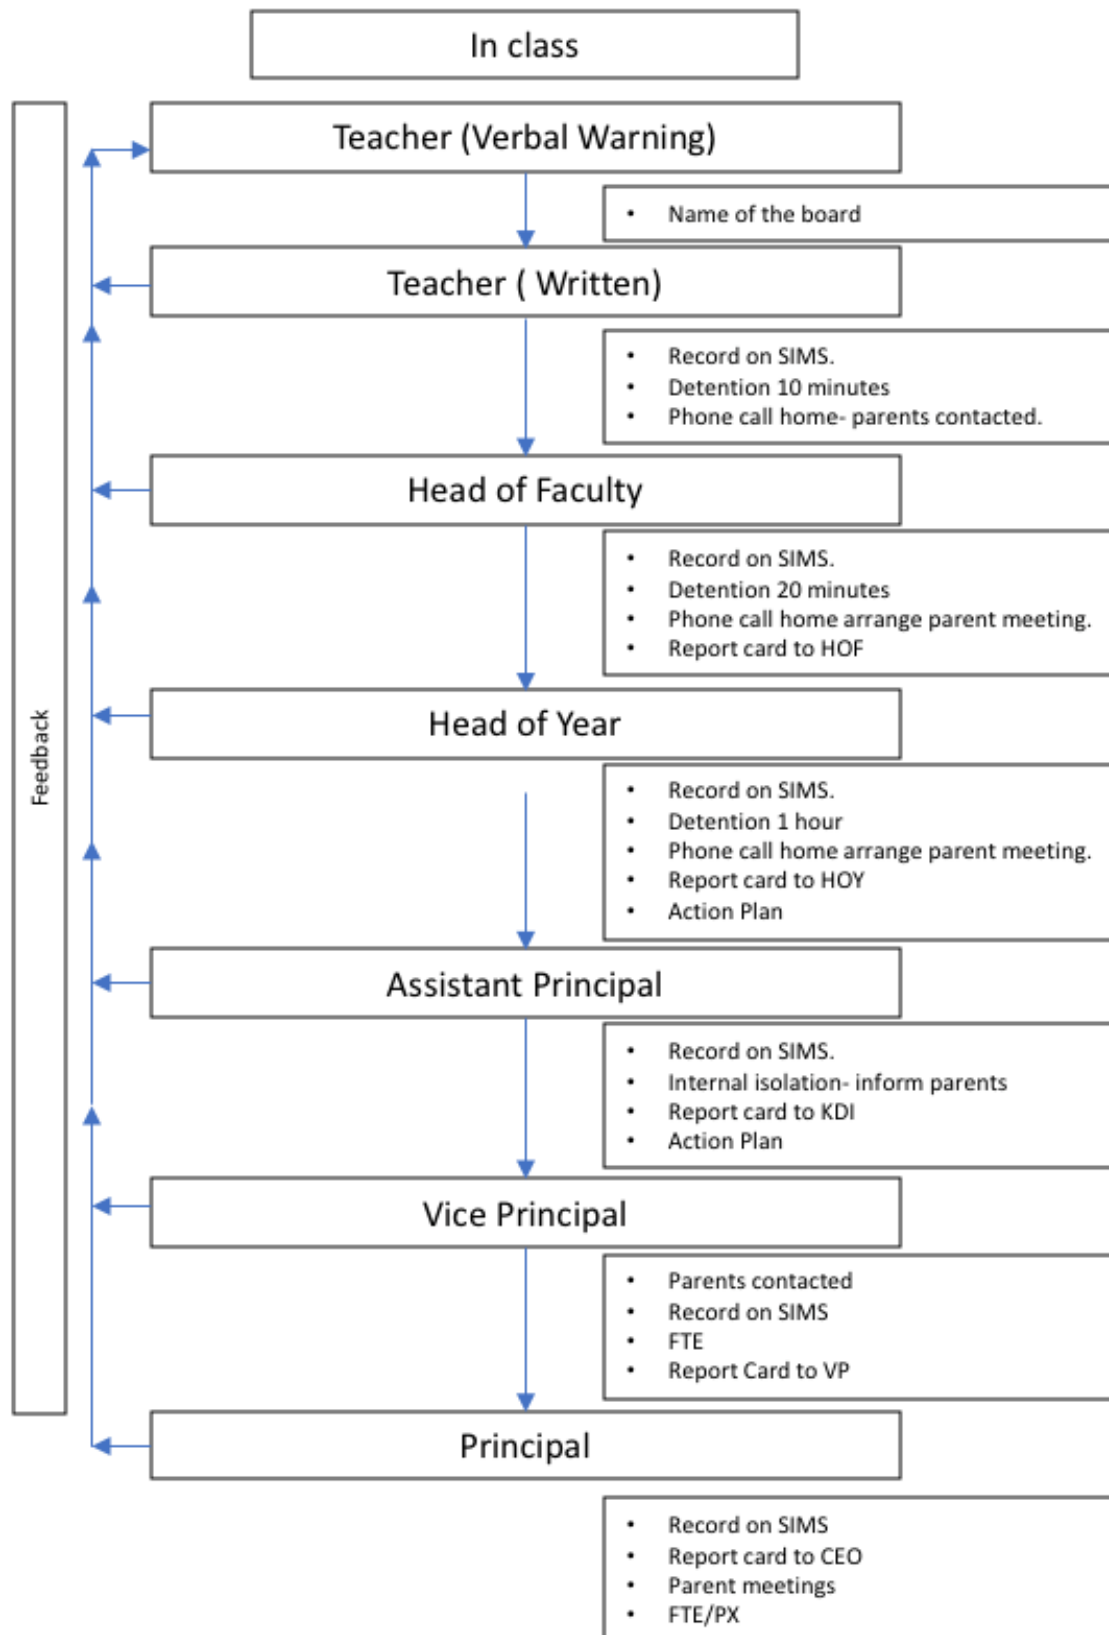 In class
Teacher (Verbal Warning)
• Name of the board
Teacher ( Written)
• Record on SIMS.
• Detention 10 minutes
• Phone call home- parents contacted.
Head of Faculty
• Record on SIMS.
• Detention 20 minutes
• Phone call home arrange parent meeting.
• Report card to HOF
Head of Year
Feedback
• Record on SIMS.
• Detention 1 hour
• Phone call home arrange parent meeting.
• Report card to HOY
• Action Plan
Assistant Principal
• Record on SIMS.
• Internal isolation- inform parents
• Report card to KDI
• Action Plan
Vice Principal
• Parents contacted
• Record on SIMS
• FTE
• Report Card to VP
Principal
• Record on SIMS
• Report card to CEO
• Parent meetings
• FTE/PX